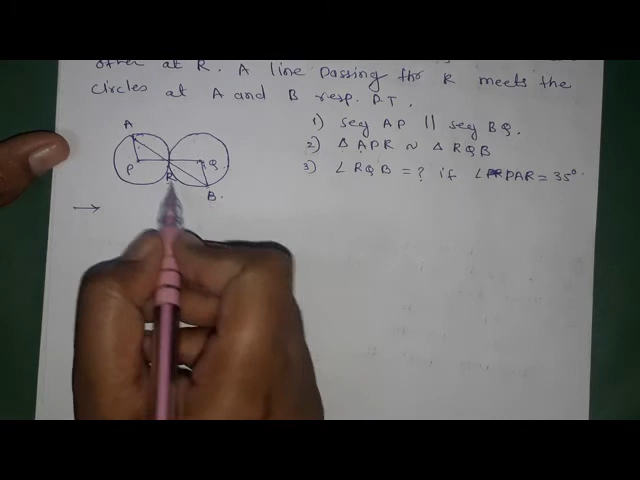 other at R. A line passing thr R meets the
circles at A and B resp. P.T.
1) seg AP || seg BQ.
2) △ APR ~ △ RQB
3) ∠ RQB = ? if ∠ PAR = 35°.
A
P
Q
R
B.
→